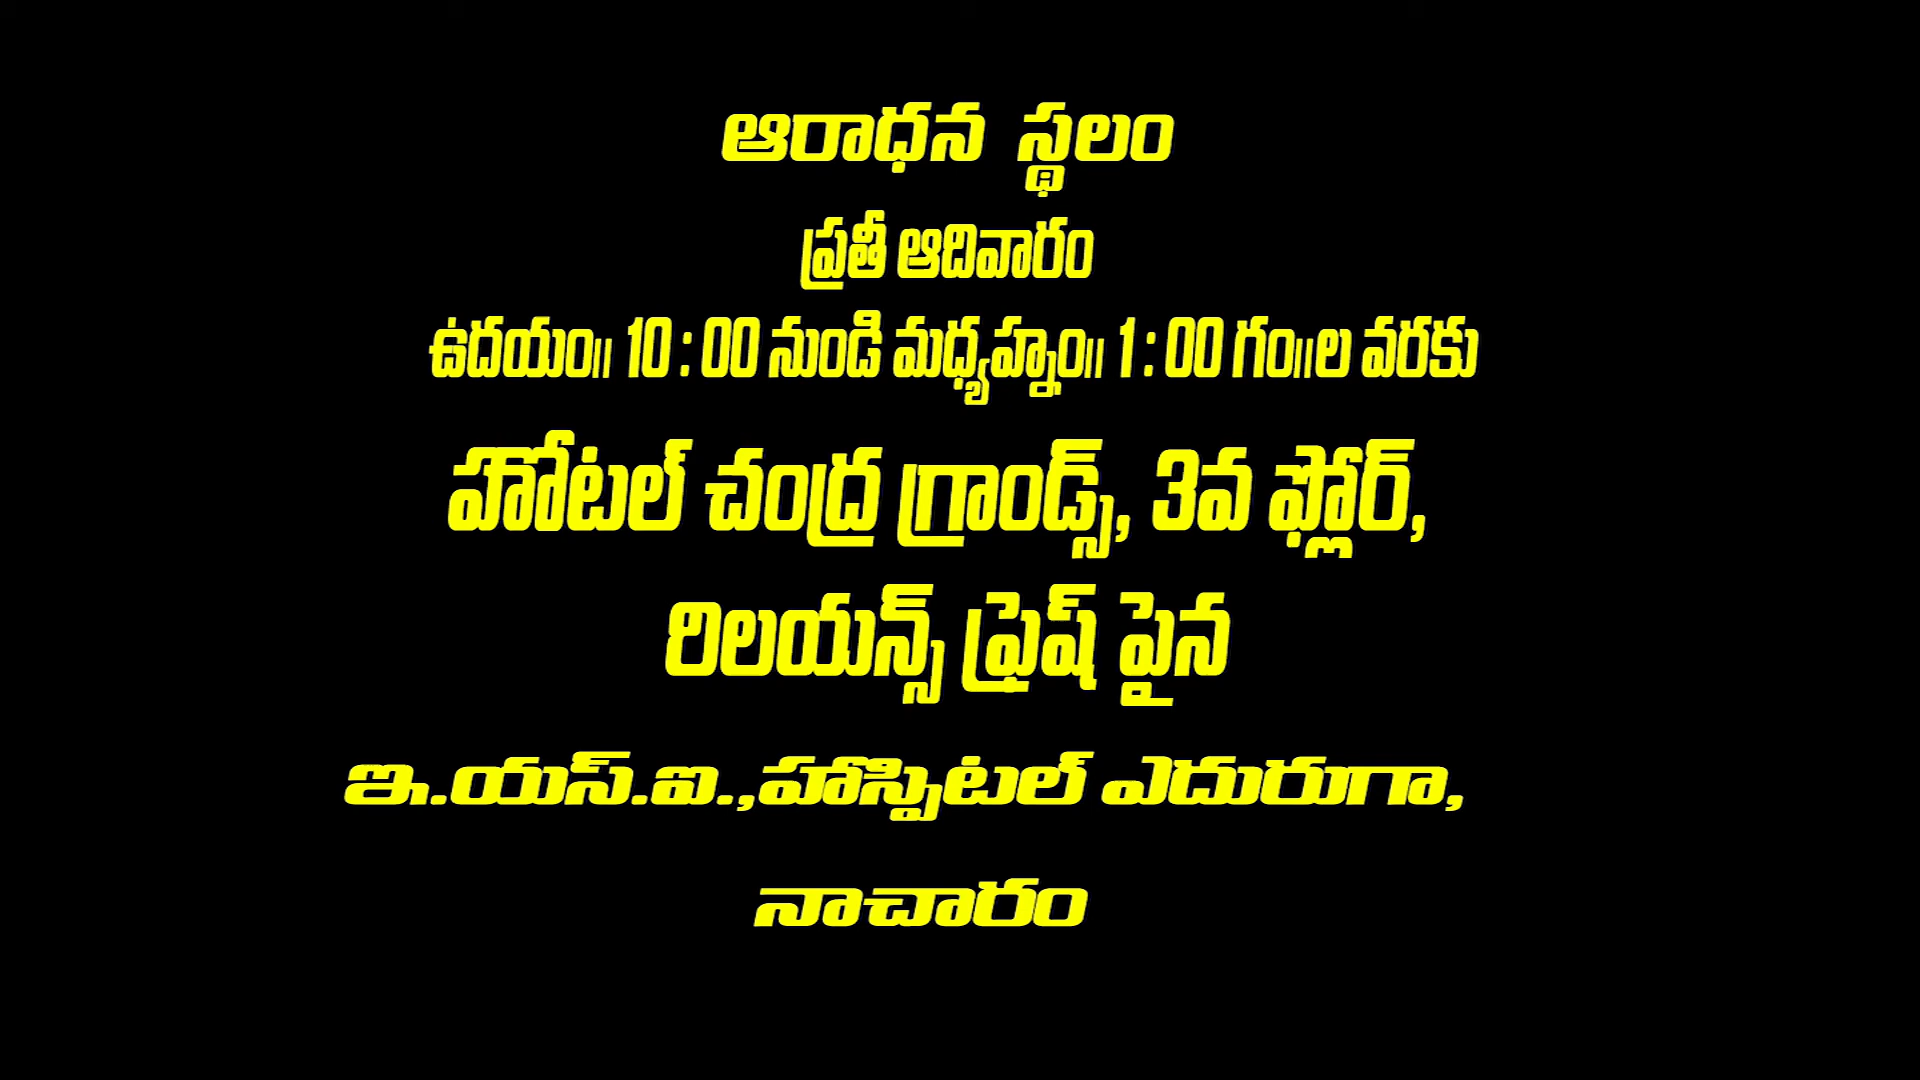 ఆరాధన స్థలం
ప్రతీ ఆదివారం
ఉదయం॥ 10 : 00 నుండి మధ్యహ్నం॥ 1 : 00 గం॥ల వరకు
హోటల్ చంద్ర గ్రాండ్స్, 3వ ఫ్లోర్,
రిలయన్స్ ఫ్రెష్ పైన
ఇ.యస్.ఐ.,హాస్పిటల్ ఎదురుగా,
నాచారం